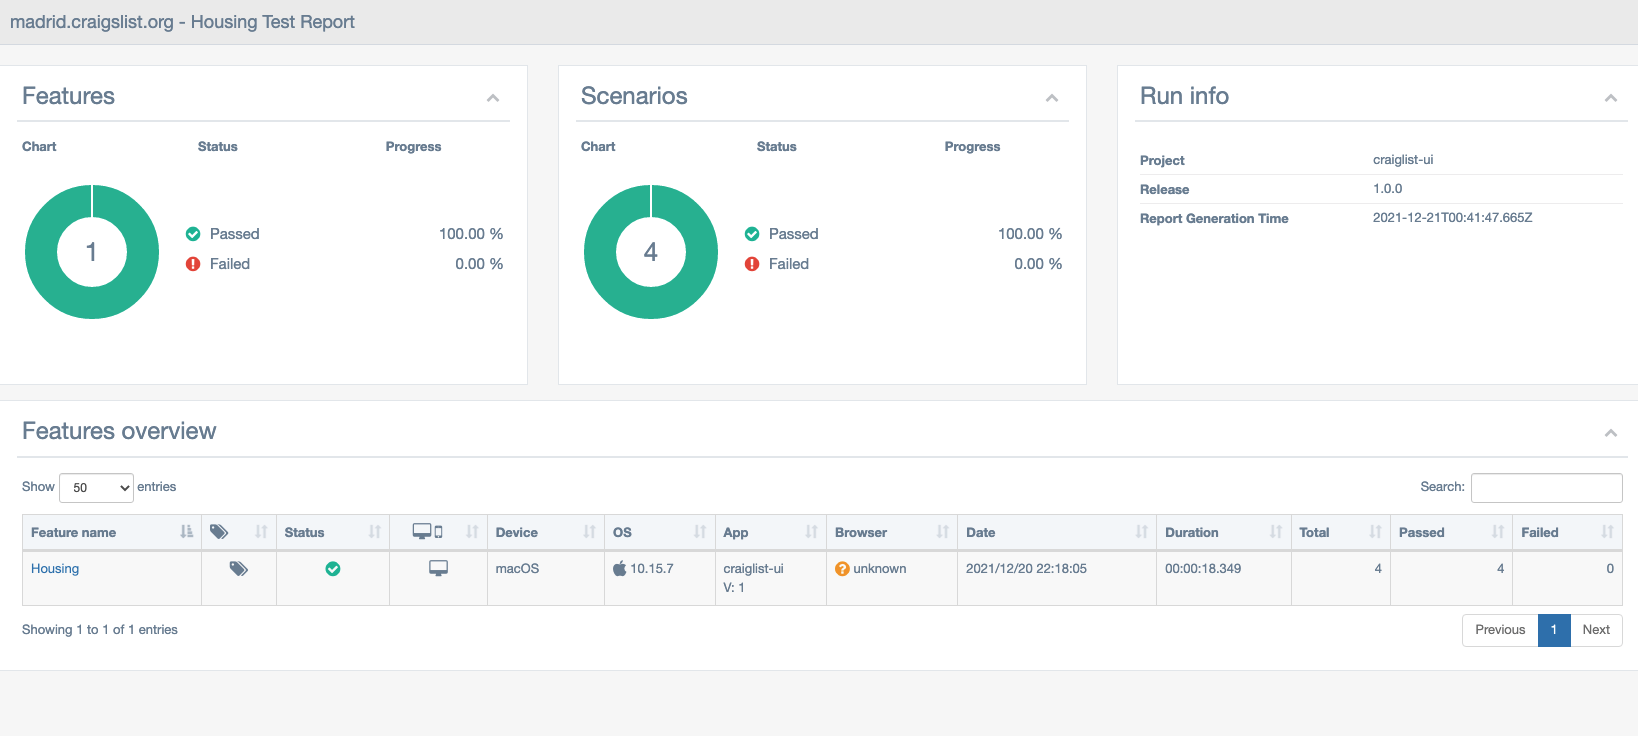 madrid.craigslist.org - Housing Test Report
Features
Chart Status Progress
1
Passed 100.00 %
Failed 0.00 %
Scenarios
Chart Status Progress
4
Passed 100.00 %
Failed 0.00 %
Run info
Project craiglist-ui
Release 1.0.0
Report Generation Time 2021-12-21T00:41:47.665Z
Features overview
Show 50 entries Search:
Feature name Status Device OS App Browser Date Duration Total Passed Failed
Housing macOS 10.15.7 craiglist-ui unknown 2021/12/20 22:18:05 00:00:18.349 4 4 0
V: 1
Showing 1 to 1 of 1 entries Previous 1 Next